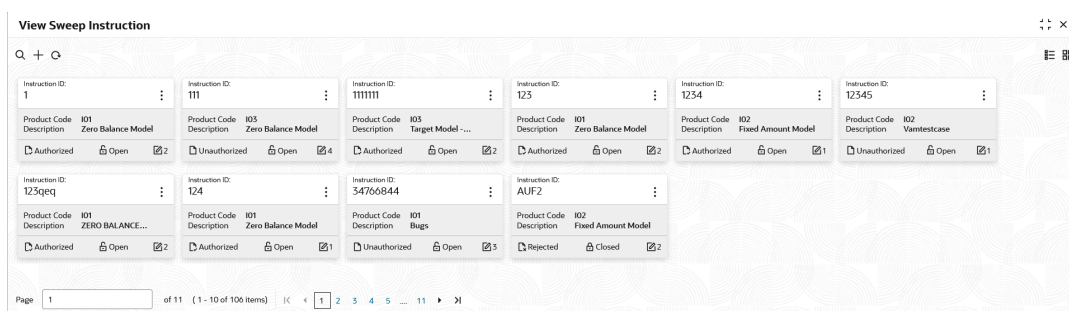 View Sweep Instruction
Instruction ID: Instruction ID: Instruction ID: Instruction ID: Instruction ID: Instruction ID:
1 111 1111111 123 1234 12345
Product Code I01 Product Code I03 Product Code I03 Product Code I01 Product Code I02 Product Code I02
Description Zero Balance Model Description Zero Balance Model Description Target Model -... Description Zero Balance Model Description Fixed Amount Model Description Vamtestcase
Authorized Open 2 Unauthorized Open 4 Authorized Open 2 Authorized Open 2 Authorized Open 1 Unauthorized Open 1
Instruction ID: Instruction ID: Instruction ID: Instruction ID:
123qeq 124 34766844 AUF2
Product Code I01 Product Code I01 Product Code I01 Product Code I02
Description ZERO BALANCE... Description Zero Balance Model Description Bugs Description Fixed Amount Model
Authorized Open 2 Authorized Open 1 Unauthorized Open 3 Rejected Closed 2
Page 1 of 11 ( 1 - 10 of 106 items) 1 2 3 4 5 .... 11